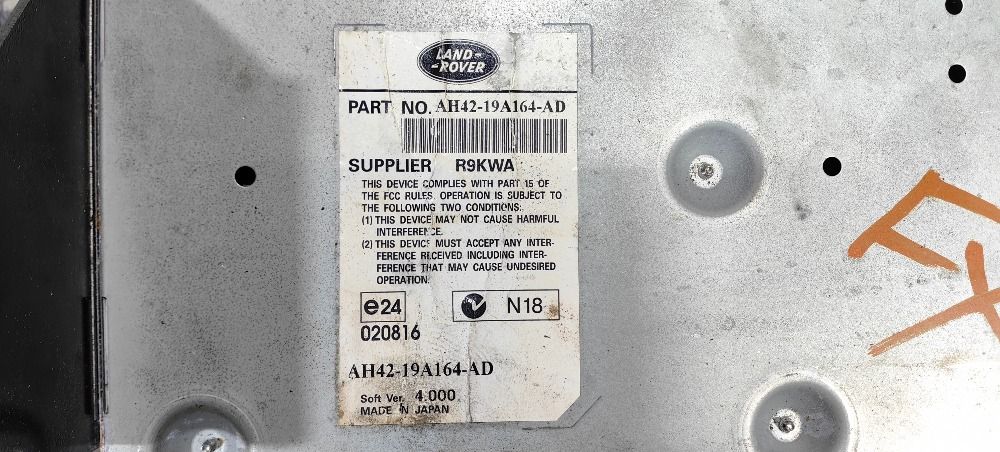 LAND-
-ROVER
PART NO. AH42-19A164-AD
SUPPLIER R9KWA
THIS DEVICE COMPLIES WITH PART 15 OF
THE FCC RULES. OPERATION IS SUBJECT TO
THE FOLLOWING TWO CONDITIONS:
(1) THIS DEVICE MAY NOT CAUSE HARMFUL
INTERFERENCE.
(2) THIS DEVICE MUST ACCEPT ANY INTER-
FERENCE RECEIVED INCLUDING INTER-
FERENCE THAT MAY CAUSE UNDESIRED
OPERATION.
e24 N18
020816
AH42-19A164-AD
Soft Ver. 4.000
MADE IN JAPAN